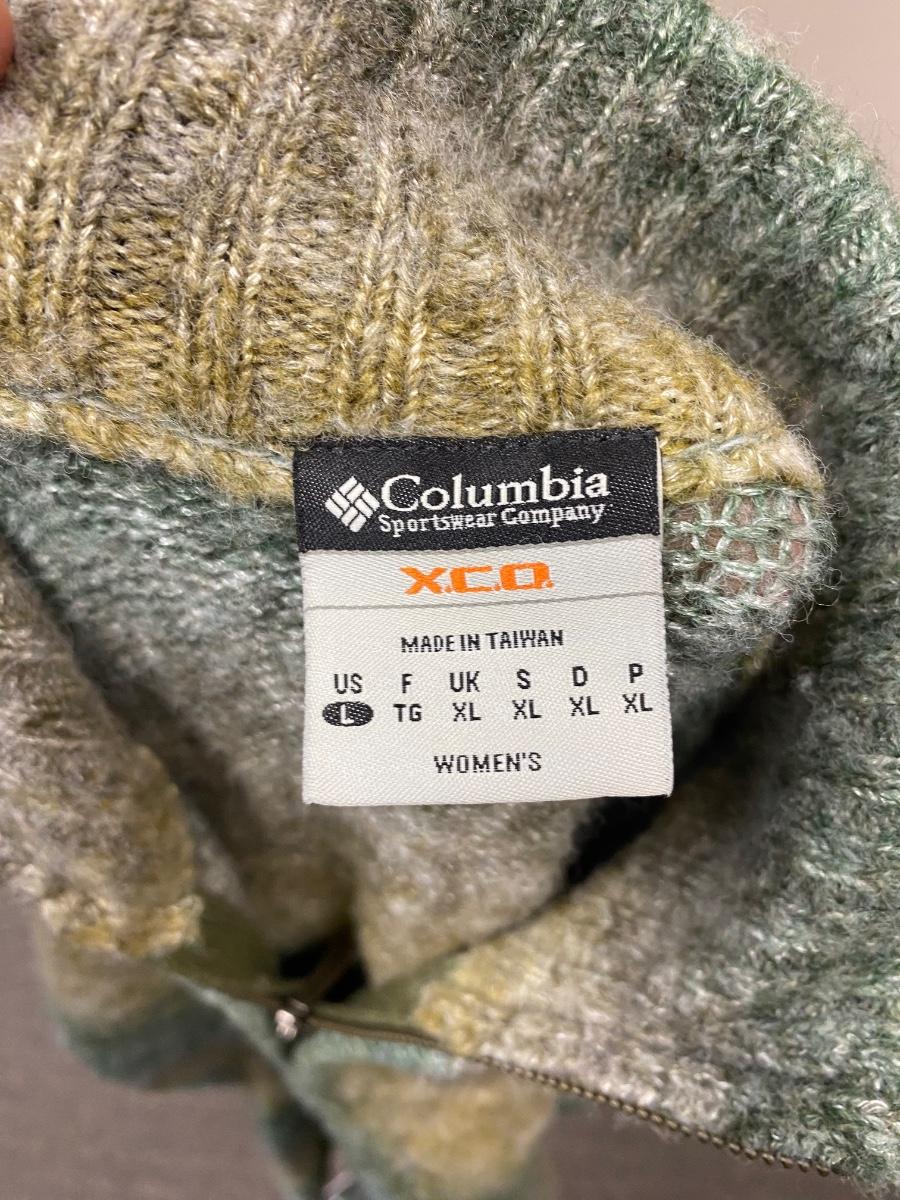 Columbia
Sportswear Company
X.C.O.
MADE IN TAIWAN
US F UK S D P
L TG XL XL XL XL
WOMEN'S